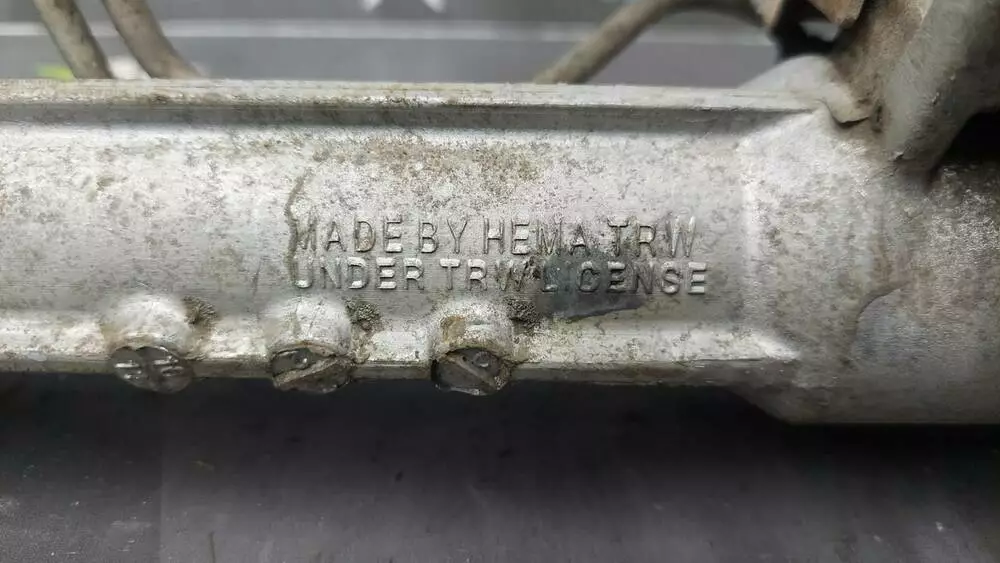 MADE BY HEMA TRW
UNDER TRW LICENSE